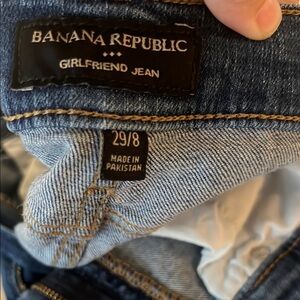 BANANA REPUBLIC
GIRLFRIEND JEAN
29/8
MADE IN
PAKISTAN